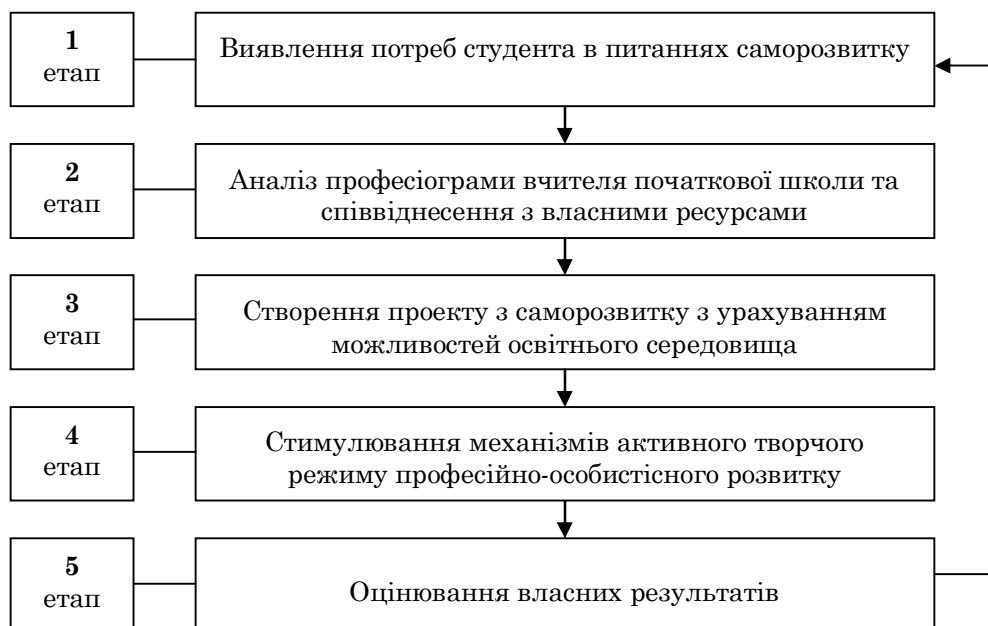 1
етап
Виявлення потреб студента в питаннях саморозвитку
2
етап
Аналіз професіограми вчителя початкової школи та
співвіднесення з власними ресурсами
3
етап
Створення проекту з саморозвитку з урахуванням
можливостей освітнього середовища
4
етап
Стимулювання механізмів активного творчого
режиму професійно-особистісного розвитку
5
етап
Оцінювання власних результатів